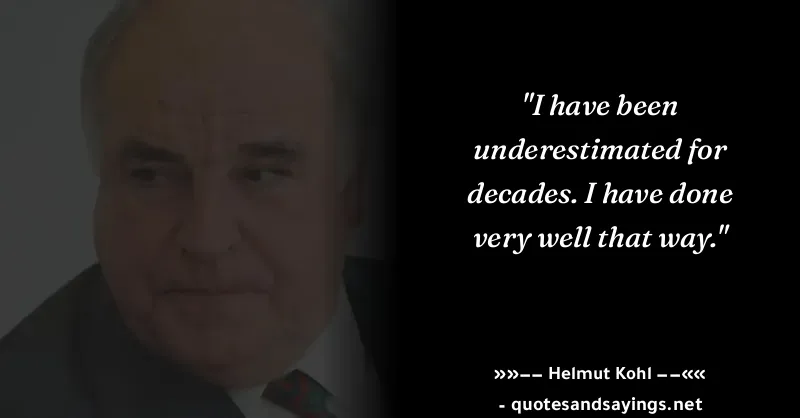 "I have been
underestimated for
decades. I have done
very well that way."
»»−− Helmut Kohl −−««
- quotesandsayings.net